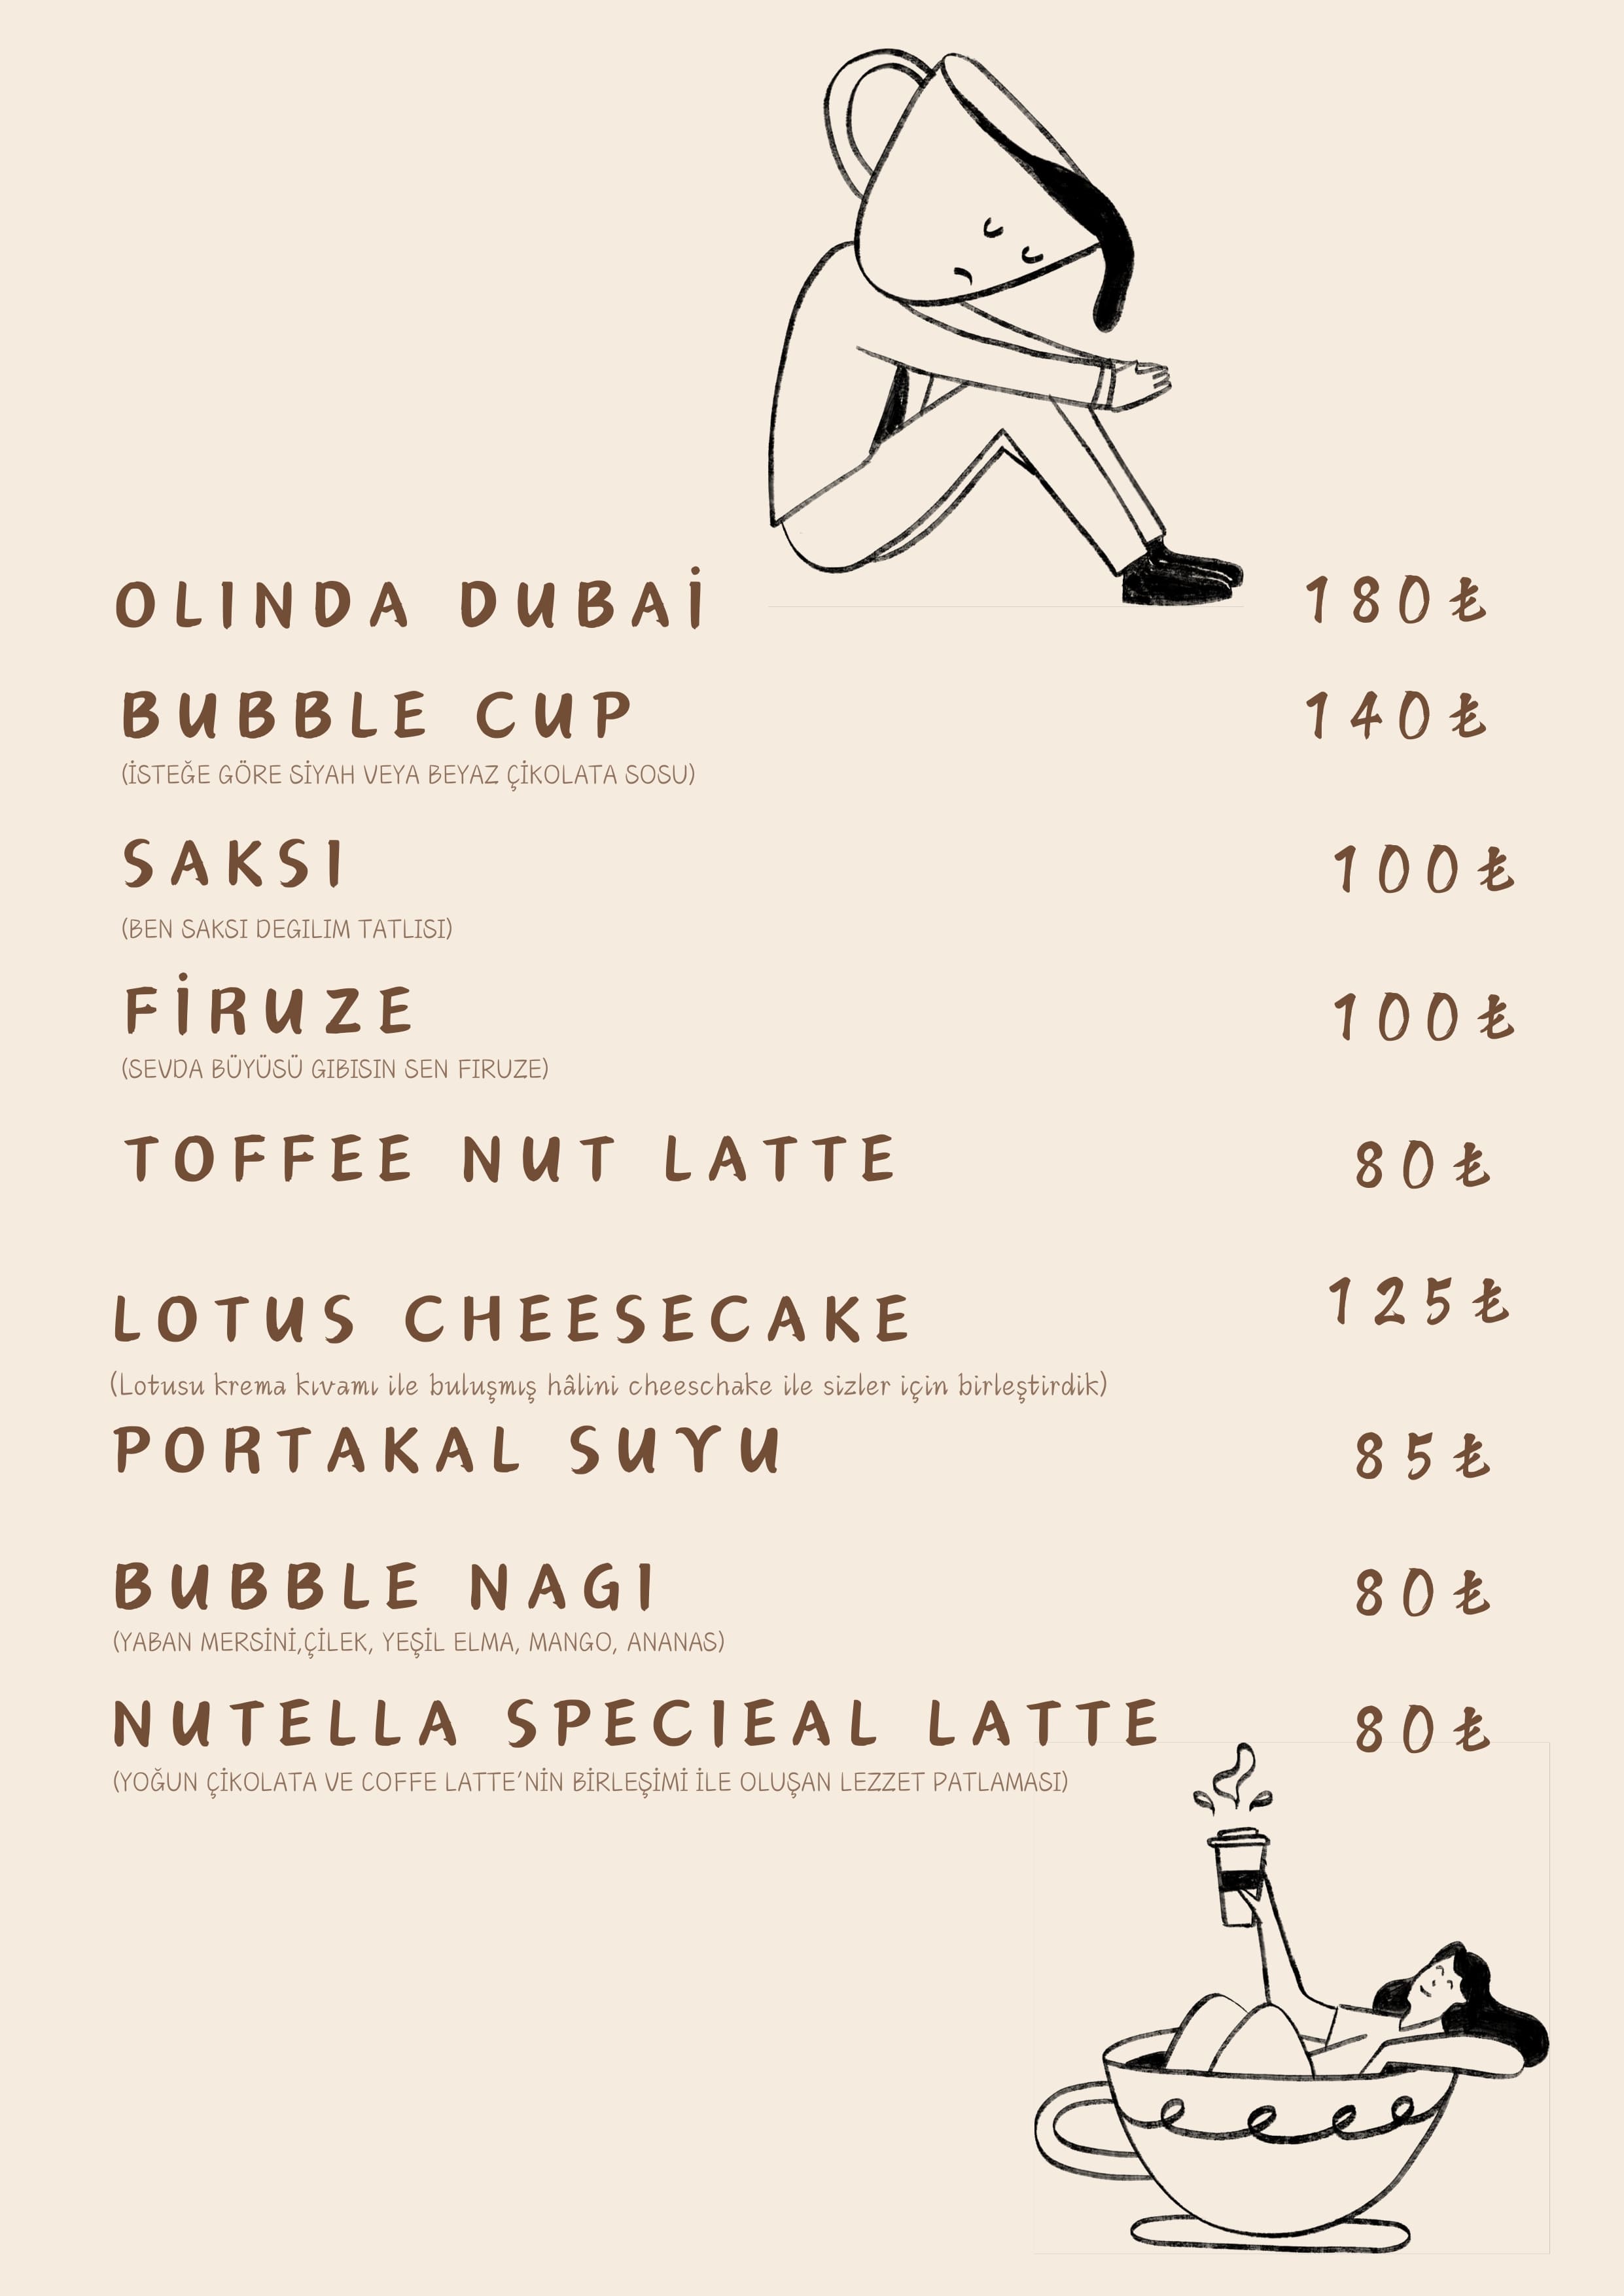 OLINDA DUBAİ 180₺
BUBBLE CUP 140₺
(İSTEĞE GÖRE SİYAH VEYA BEYAZ ÇİKOLATA SOSU)
SAKSI 100₺
(BEN SAKSI DEGILIM TATLISI)
FİRUZE 100₺
(SEVDA BÜYÜSÜ GIBISIN SEN FIRUZE)
TOFFEE NUT LATTE 80₺
LOTUS CHEESECAKE 125₺
(Lotusu krema kıvamı ile buluşmış hâlini cheeschake ile sizler için birleştirdik)
PORTAKAL SUYU 85₺
BUBBLE NAGI 80₺
(YABAN MERSİNİ,ÇİLEK, YEŞİL ELMA, MANGO, ANANAS)
NUTELLA SPECIEAL LATTE 80₺
(YOĞUN ÇİKOLATA VE COFFE LATTE'NİN BİRLEŞİMİ İLE OLUŞAN LEZZET PATLAMASI)